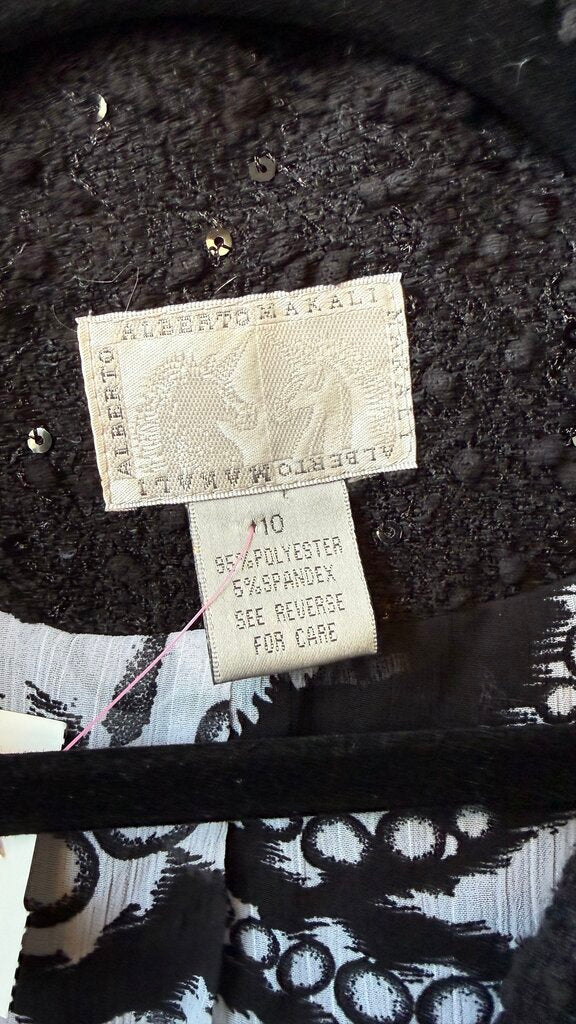 ALBERTO MAKALI
ALBERTO
MAKALI
ALBERTO MAKALI
10
95% POLYESTER
5% SPANDEX
SEE REVERSE
FOR CARE